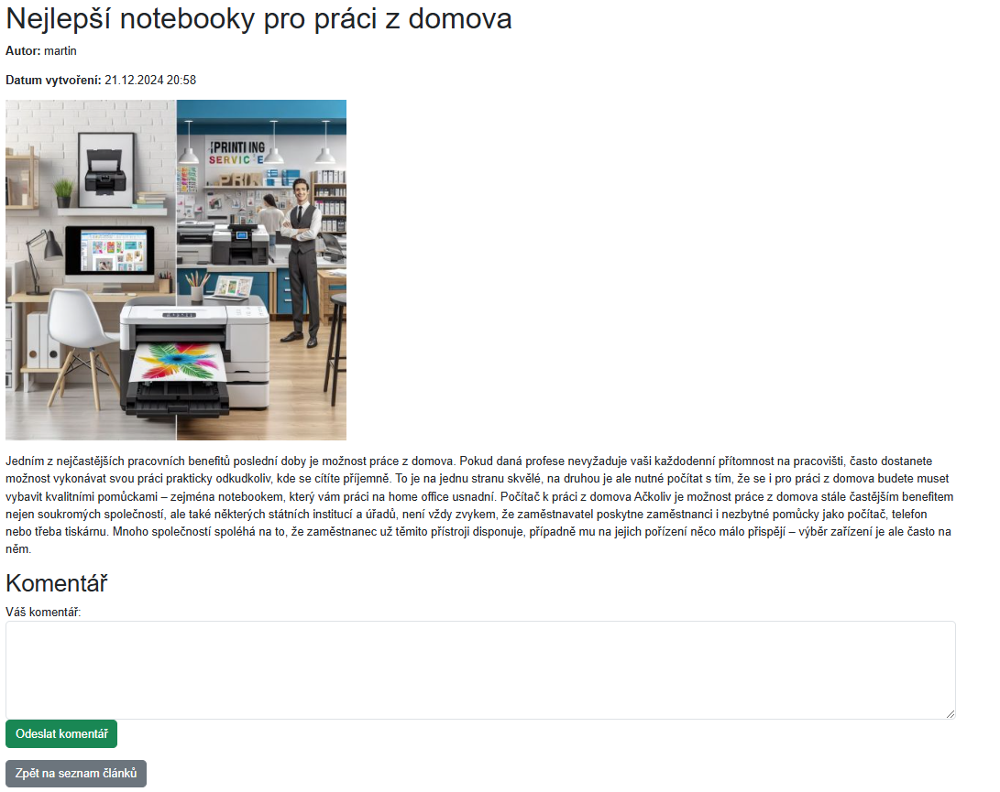 Nejlepší notebooky pro práci z domova
Autor: martin
Datum vytvoření: 21.12.2024 20:58
PRINTI ING
SERVIC E
PRIN
Jedním z nejčastějších pracovních benefitů poslední doby je možnost práce z domova. Pokud daná profese nevyžaduje vaši každodenní přítomnost na pracovišti, často dostanete
možnost vykonávat svou práci prakticky odkudkoliv, kde se cítíte příjemně. To je na jednu stranu skvělé, na druhou je ale nutné počítat s tím, že se i pro práci z domova budete muset
vybavit kvalitními pomůckami – zejména notebookem, který vám práci na home office usnadní. Počítač k práci z domova Ačkoliv je možnost práce z domova stále častějším benefitem
nejen soukromých společností, ale také některých státních institucí a úřadů, není vždy zvykem, že zaměstnavatel poskytne zaměstnanci i nezbytné pomůcky jako počítač, telefon
nebo třeba tiskárnu. Mnoho společností spoléhá na to, že zaměstnanec už těmito přístroji disponuje, případně mu na jejich pořízení něco málo přispějí – výběr zařízení je ale často na
něm.
Komentář
Váš komentář:
Odeslat komentář
Zpět na seznam článků